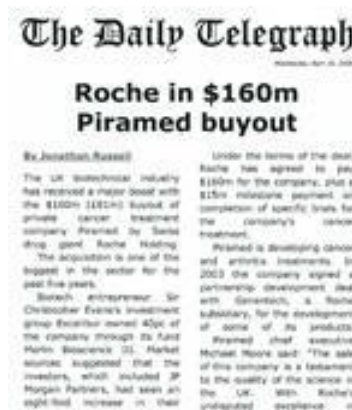 The Daily Telegraph
Roche in $160m
Piramed buyout
By Jonathan Russell
The UK biotechnical industry
has received a major boost with
the $160m (£81m) buyout of
private cancer treatment
company Piramed by Swiss
drug giant Roche Holding.
The acquisition is one of the
biggest in the sector for the
past five years.
Biotech entrepreneur Sir
Christopher Evans's investment
group Excalibur owned 40pc of
the company through its fund
Merlin Bioscience III. Market
sources suggested that the
investors, which included JP
Morgan Partners, had seen an
eight-fold increase in their
Under the terms of the deal
Roche has agreed to pay
$160m for the company, plus a
$15m milestone payment on
completion of specific trials for
the company's cancer
treatment.
Piramed is developing cancer
and arthritis treatments. In
2003 the company signed a
partnership development deal
with Genentech, a Roche
subsidiary, for the development
of some of its products.
Piramed chief executive
Michael Moore said: "The sale
of this company is a testament
to the quality of the science in
the UK. With Roche's
undisputed excellence